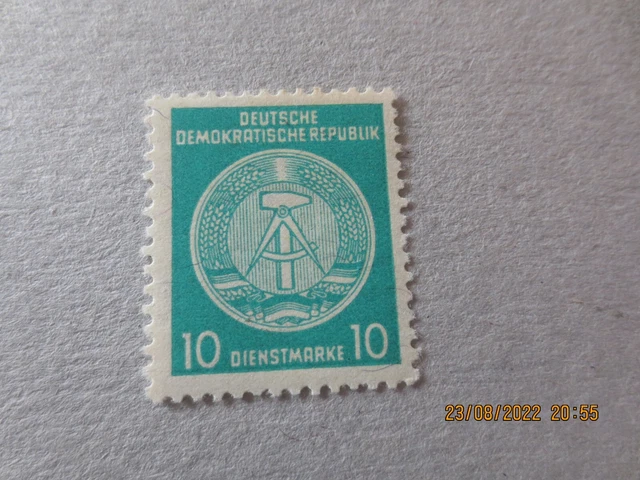 DEUTSCHE
DEMOKRATISCHE REPUBLIK
10 DIENSTMARKE 10
23/08/2022 20:55